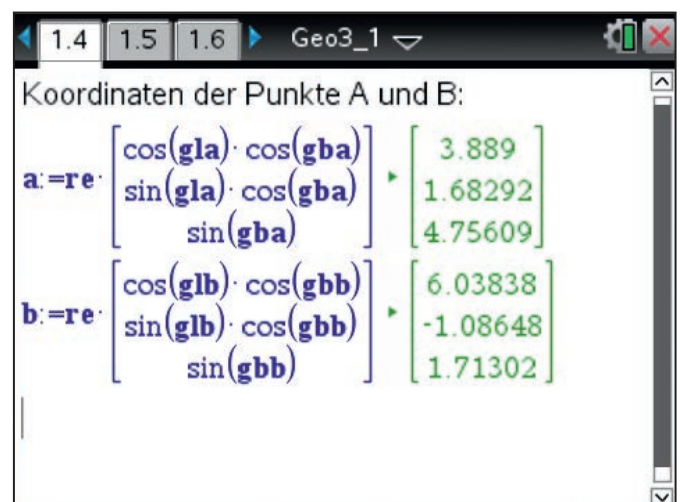 1.4 1.5 1.6 Geo3_1
Koordinaten der Punkte A und B:
a:=re· [cos(gla)·cos(gba) ▸ [3.889
sin(gla)·cos(gba) 1.68292
sin(gba)] 4.75609]
b:=re· [cos(glb)·cos(gbb) ▸ [6.03838
sin(glb)·cos(gbb) -1.08648
sin(gbb)] 1.71302]